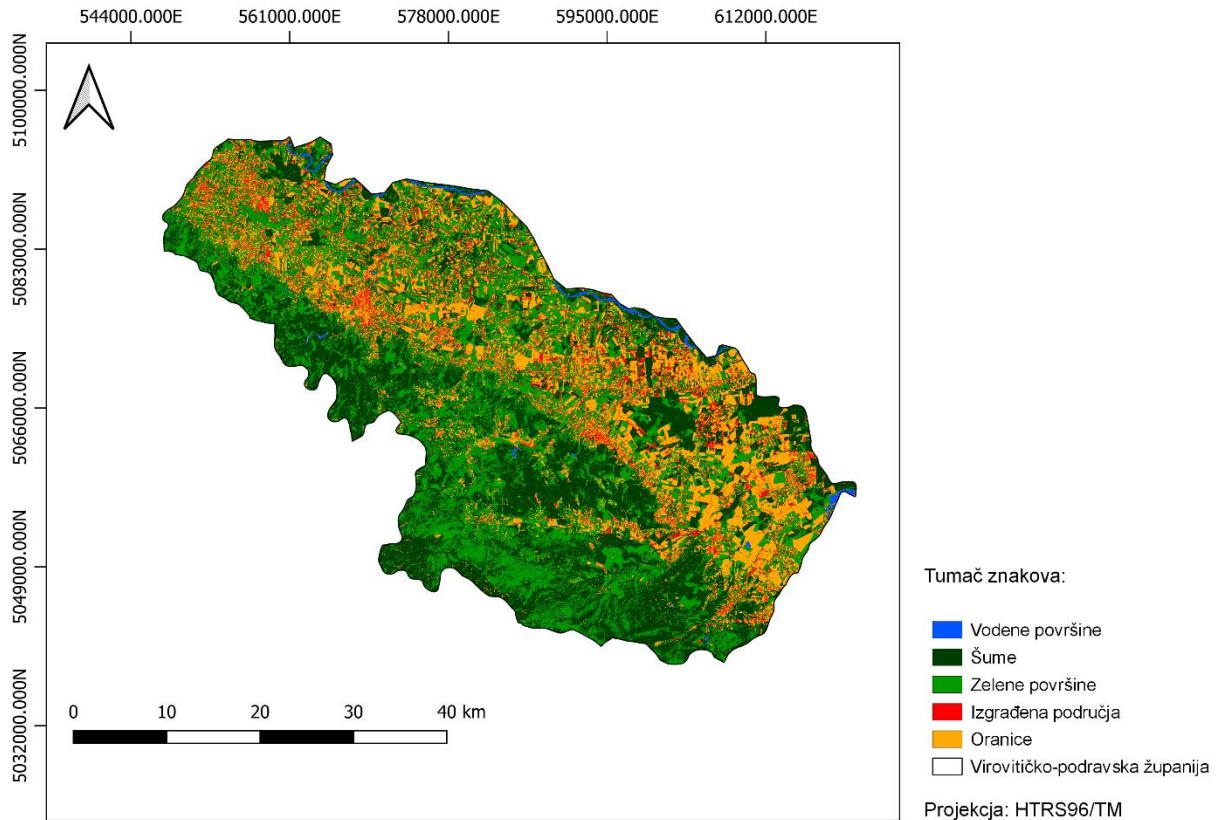 544000.000E 561000.000E 578000.000E 595000.000E 612000.000E
5100000.000N
5083000.000N
5066000.000N
5049000.000N
5032000.000N
0 10 20 30 40 km
Tumač znakova:
Vodene površine
Šume
Zelene površine
Izgrađena područja
Oranice
Virovitičko-podravska županija
Projekcja: HTRS96/TM